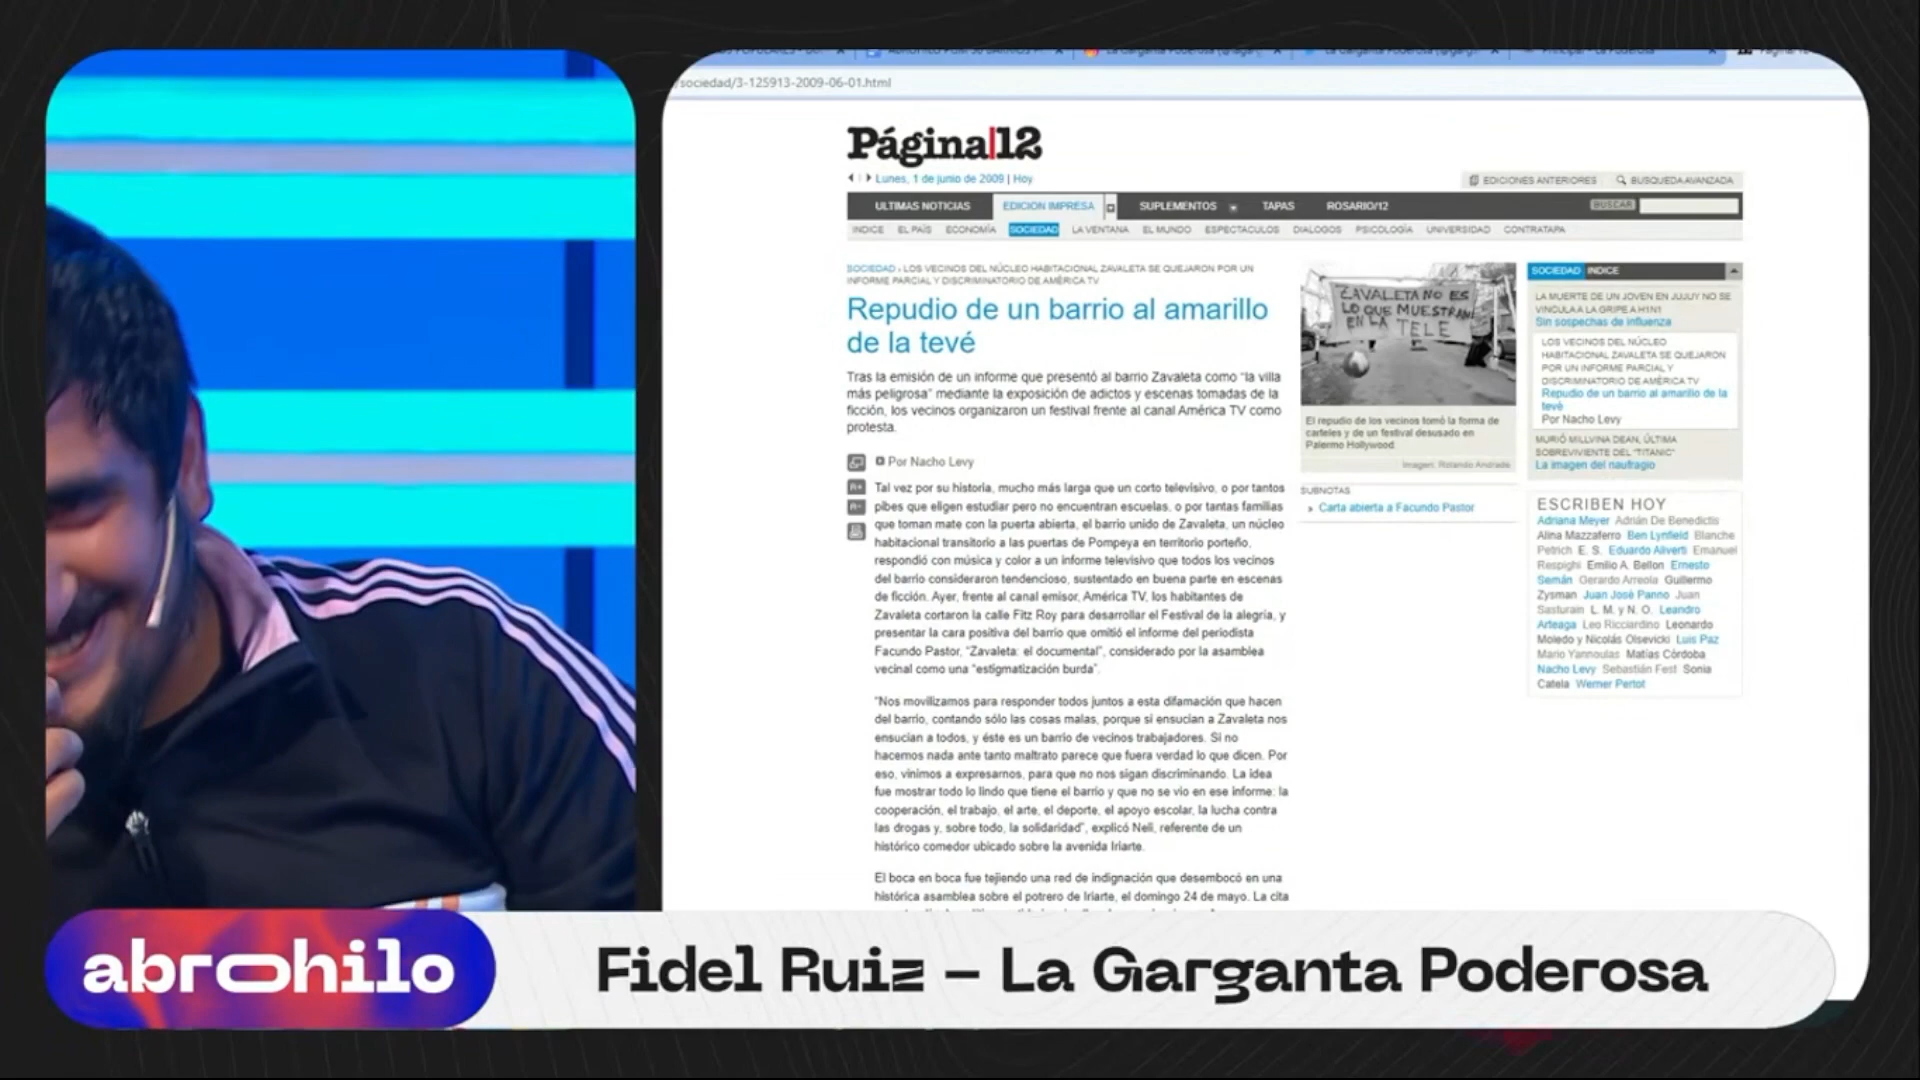 La Garganta Poderosa
/sociedad/3-125913-2009-06-01.html
Página|12
Lunes, 1 de junio de 2009 | Hoy
EDICIONES ANTERIORES
BUSQUEDA AVANZADA
ULTIMAS NOTICIAS
EDICION IMPRESA
SUPLEMENTOS
TAPAS
ROSARIO/12
BUSCAR
INDICE EL PAÍS ECONOMÍA SOCIEDAD LA VENTANA EL MUNDO ESPECTACULOS DIALOGOS PSICOLOGÍA UNIVERSIDAD CONTRATAPA
SOCIEDAD › LOS VECINOS DEL NÚCLEO HABITACIONAL ZAVALETA SE QUEJARON POR UN
INFORME PARCIAL Y DISCRIMINATORIO DE AMÉRICA TV
Repudio de un barrio al amarillo
de la tevé
Tras la emisión de un informe que presentó al barrio Zavaleta como “la villa
más peligrosa” mediante la exposición de adictos y escenas tomadas de la
ficción, los vecinos organizaron un festival frente al canal América TV como
protesta.
Por Nacho Levy
A+
A-
Tal vez por su historia, mucho más larga que un corto televisivo, o por tantos
pibes que eligen estudiar pero no encuentran escuelas, o por tantas familias
que toman mate con la puerta abierta, el barrio unido de Zavaleta, un núcleo
habitacional transitorio a las puertas de Pompeya en territorio porteño,
respondió con música y color a un informe televisivo que todos los vecinos
del barrio consideraron tendencioso, sustentado en buena parte en escenas
de ficción. Ayer, frente al canal emisor, América TV, los habitantes de
Zavaleta cortaron la calle Fitz Roy para desarrollar el Festival de la alegría, y
presentar la cara positiva del barrio que omitió el informe del periodista
Facundo Pastor, “Zavaleta: el documental”, considerado por la asamblea
vecinal como una “estigmatización burda”.
“Nos movilizamos para responder todos juntos a esta difamación que hacen
del barrio, contando sólo las cosas malas, porque si ensucian a Zavaleta nos
ensucian a todos, y éste es un barrio de vecinos trabajadores. Si no
hacemos nada ante tanto maltrato parece que fuera verdad lo que dicen. Por
eso, vinimos a expresarnos, para que no nos sigan discriminando. La idea
fue mostrar todo lo lindo que tiene el barrio y que no se vio en ese informe: la
cooperación, el trabajo, el arte, el deporte, el apoyo escolar, la lucha contra
las drogas y, sobre todo, la solidaridad”, explicó Neli, referente de un
histórico comedor ubicado sobre la avenida Iriarte.
El boca en boca fue tejiendo una red de indignación que desembocó en una
histórica asamblea sobre el potrero de Iriarte, el domingo 24 de mayo. La cita
ZAVALETA NO ES
LO QUE MUESTRAN
EN LA TELE
El repudio de los vecinos tomó la forma de
carteles y de un festival desusado en
Palermo Hollywood.
Imagen: Rolando Andrade
SUBNOTAS
Carta abierta a Facundo Pastor
SOCIEDAD INDICE
LA MUERTE DE UN JOVEN EN JUJUY NO SE
VINCULA A LA GRIPE A H1N1
Sin sospechas de influenza
LOS VECINOS DEL NÚCLEO
HABITACIONAL ZAVALETA SE QUEJARON
POR UN INFORME PARCIAL Y
DISCRIMINATORIO DE AMÉRICA TV
Repudio de un barrio al amarillo de la
tevé
Por Nacho Levy
MURIÓ MILLVINA DEAN, ÚLTIMA
SOBREVIVIENTE DEL “TITANIC”
La imagen del naufragio
ESCRIBEN HOY
Adriana Meyer Adrián De Benedictis
Alina Mazzaferro Ben Lynfield Blanche
Petrich E. S. Eduardo Aliverti Emanuel
Respighi Emilio A. Bellon Ernesto
Semán Gerardo Arreola Guillermo
Zysman Juan José Panno Juan
Sasturain L. M. y N. O. Leandro
Arteaga Leo Ricciardino Leonardo
Moledo y Nicolás Olsevicki Luis Paz
Mario Yannoulas Matías Córdoba
Nacho Levy Sebastián Fest Sonia
Catela Werner Pertot
abrohilo
Fidel Ruiz – La Garganta Poderosa